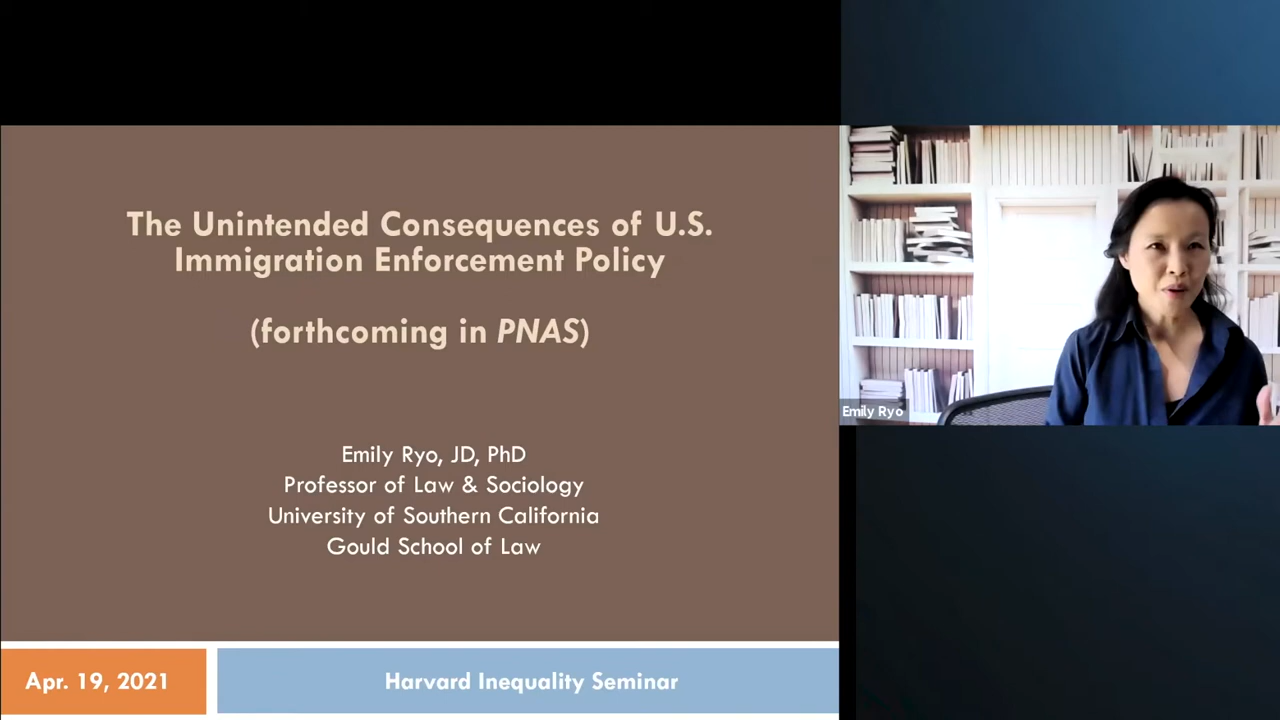 The Unintended Consequences of U.S.
Immigration Enforcement Policy
(forthcoming in PNAS)
Emily Ryo, JD, PhD
Professor of Law & Sociology
University of Southern California
Gould School of Law
Apr. 19, 2021
Harvard Inequality Seminar
Emily Ryo